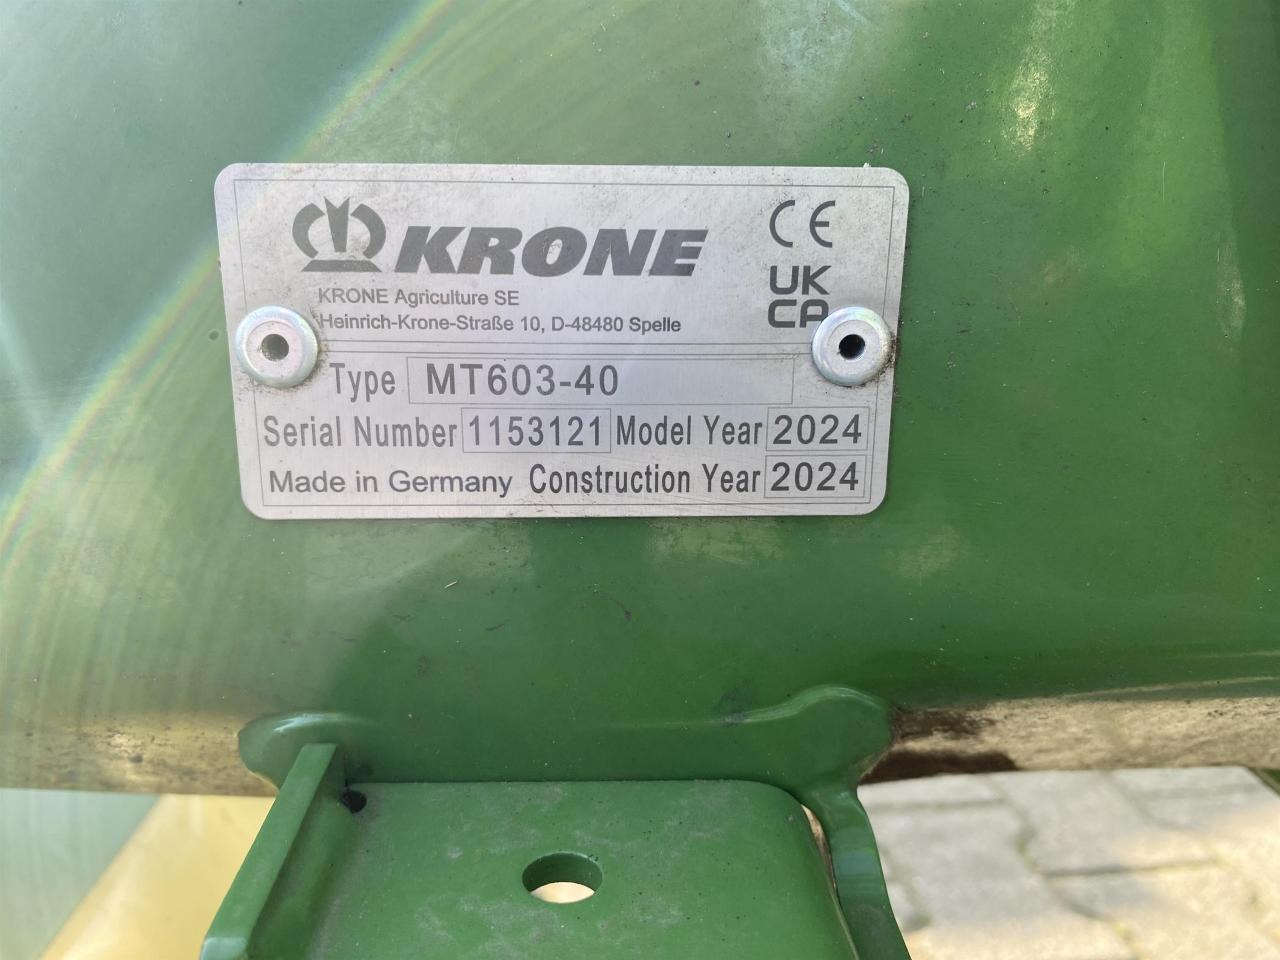 KRONE
CE
UK
CA
KRONE Agriculture SE
Heinrich-Krone-Straße 10, D-48480 Spelle
Type MT603-40
Serial Number 1153121 Model Year 2024
Made in Germany Construction Year 2024